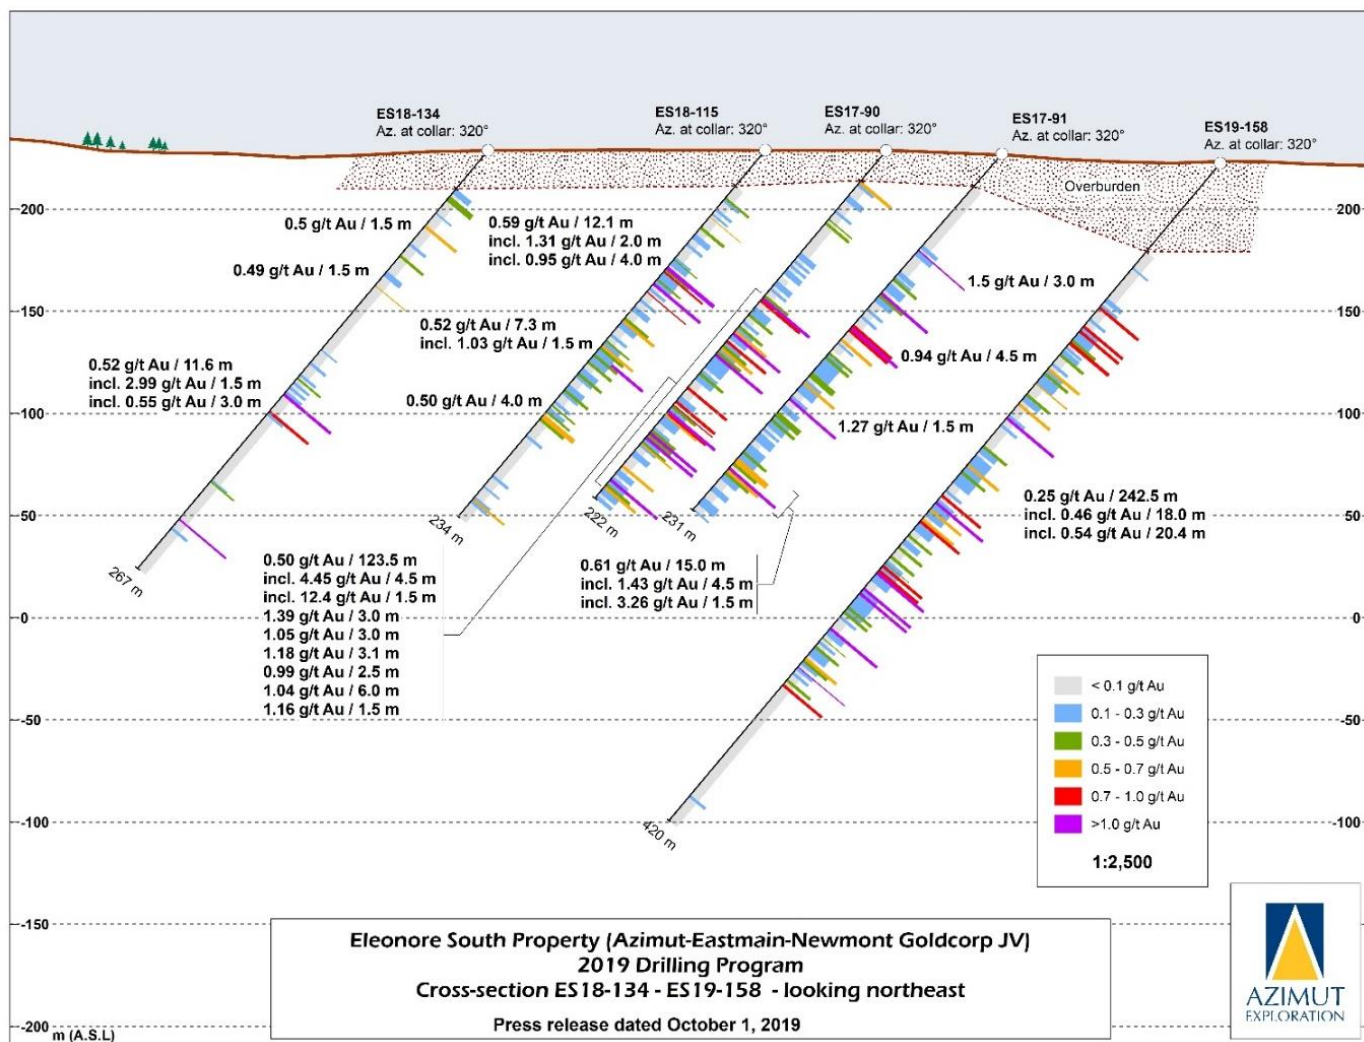 ES18-134
Az. at collar: 320°
ES18-115
Az. at collar: 320°
ES17-90
Az. at collar: 320°
ES17-91
Az. at collar: 320°
ES19-158
Az. at collar: 320°
Overburden
200
200
150
150
100
100
50
50
0
0
-50
-50
-100
-100
-150
-150
-200
-200
m (A.S.L)
0.5 g/t Au / 1.5 m
0.49 g/t Au / 1.5 m
0.52 g/t Au / 11.6 m
incl. 2.99 g/t Au / 1.5 m
incl. 0.55 g/t Au / 3.0 m
267 m
0.59 g/t Au / 12.1 m
incl. 1.31 g/t Au / 2.0 m
incl. 0.95 g/t Au / 4.0 m
0.52 g/t Au / 7.3 m
incl. 1.03 g/t Au / 1.5 m
0.50 g/t Au / 4.0 m
234 m
0.50 g/t Au / 123.5 m
incl. 4.45 g/t Au / 4.5 m
incl. 12.4 g/t Au / 1.5 m
1.39 g/t Au / 3.0 m
1.05 g/t Au / 3.0 m
1.18 g/t Au / 3.1 m
0.99 g/t Au / 2.5 m
1.04 g/t Au / 6.0 m
1.16 g/t Au / 1.5 m
222 m
1.5 g/t Au / 3.0 m
0.94 g/t Au / 4.5 m
1.27 g/t Au / 1.5 m
231 m
0.61 g/t Au / 15.0 m
incl. 1.43 g/t Au / 4.5 m
incl. 3.26 g/t Au / 1.5 m
0.25 g/t Au / 242.5 m
incl. 0.46 g/t Au / 18.0 m
incl. 0.54 g/t Au / 20.4 m
420 m
< 0.1 g/t Au
0.1 - 0.3 g/t Au
0.3 - 0.5 g/t Au
0.5 - 0.7 g/t Au
0.7 - 1.0 g/t Au
>1.0 g/t Au
1:2,500
Eleonore South Property (Azimut-Eastmain-Newmont Goldcorp JV)
2019 Drilling Program
Cross-section ES18-134 - ES19-158 - looking northeast
Press release dated October 1, 2019
AZIMUT
EXPLORATION